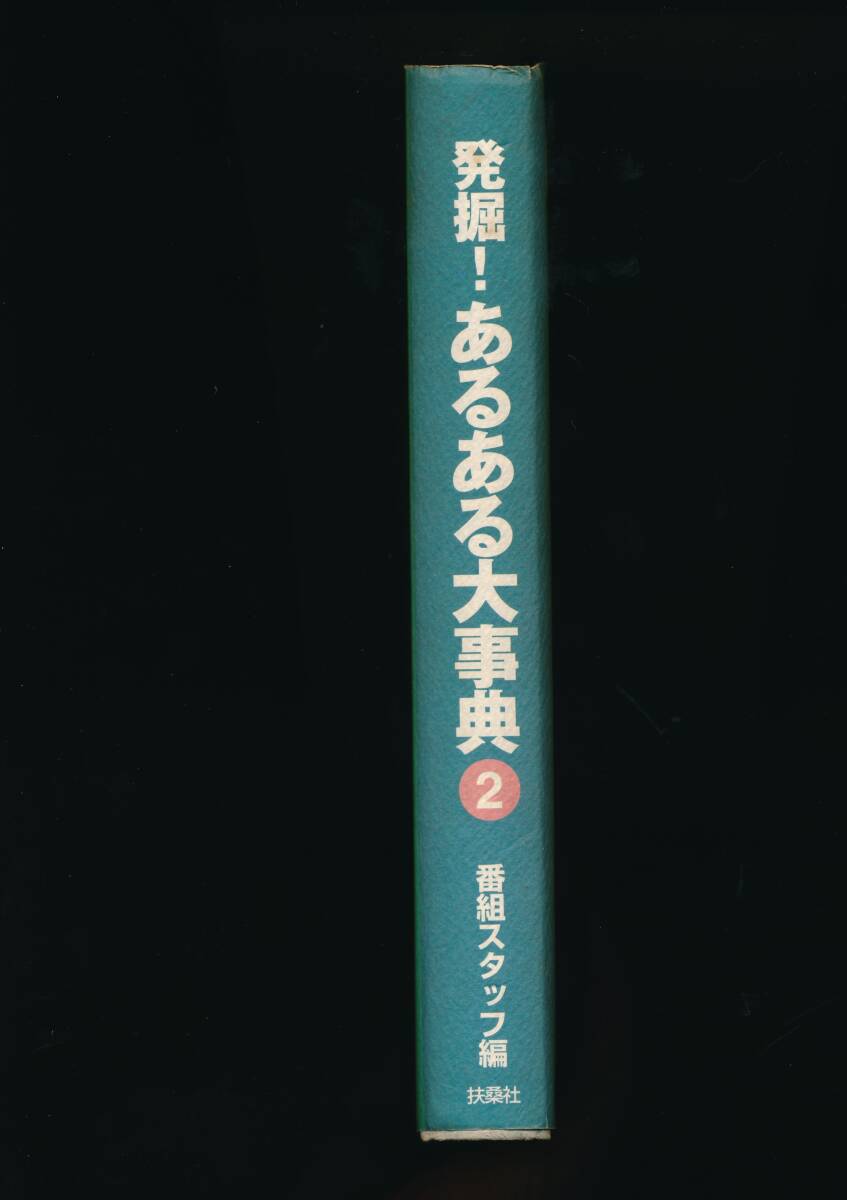 発掘!あるある大事典
2
番組スタッフ編
扶桑社